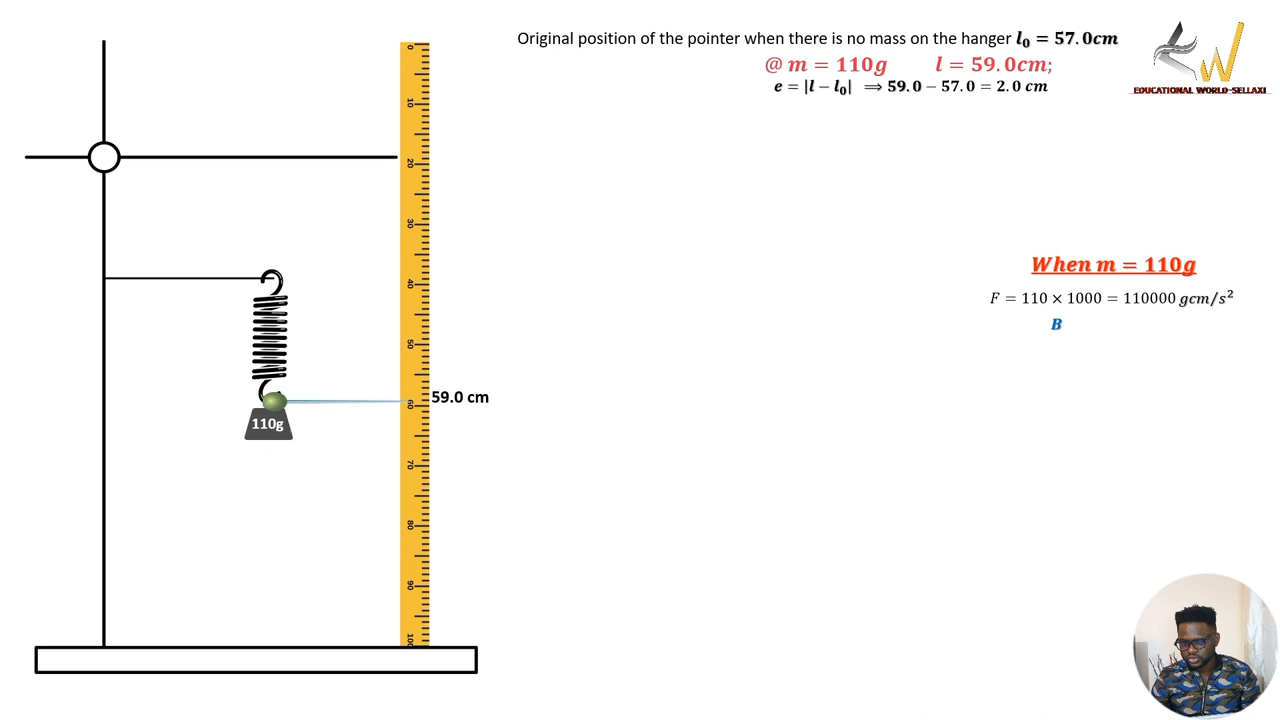 Original position of the pointer when there is no mass on the hanger l₀ = 57.0cm
@ m = 110g l = 59.0cm;
e = |l − l₀| ⟹ 59.0 − 57.0 = 2.0 cm
EDUCATIONAL WORLD-SELLAXI
0
10
20
30
40
50
60
70
80
90
100
59.0 cm
110g
When m = 110g
F = 110 × 1000 = 110000 gcm/s²
B